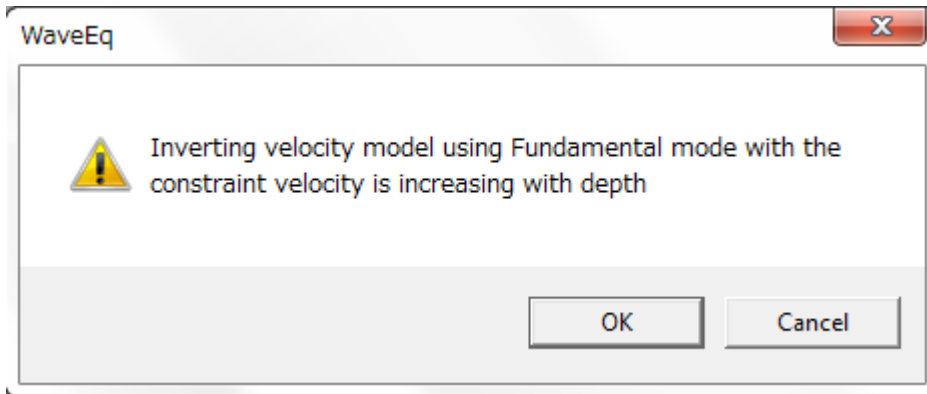 WaveEq
Inverting velocity model using Fundamental mode with the
constraint velocity is increasing with depth
OK
Cancel